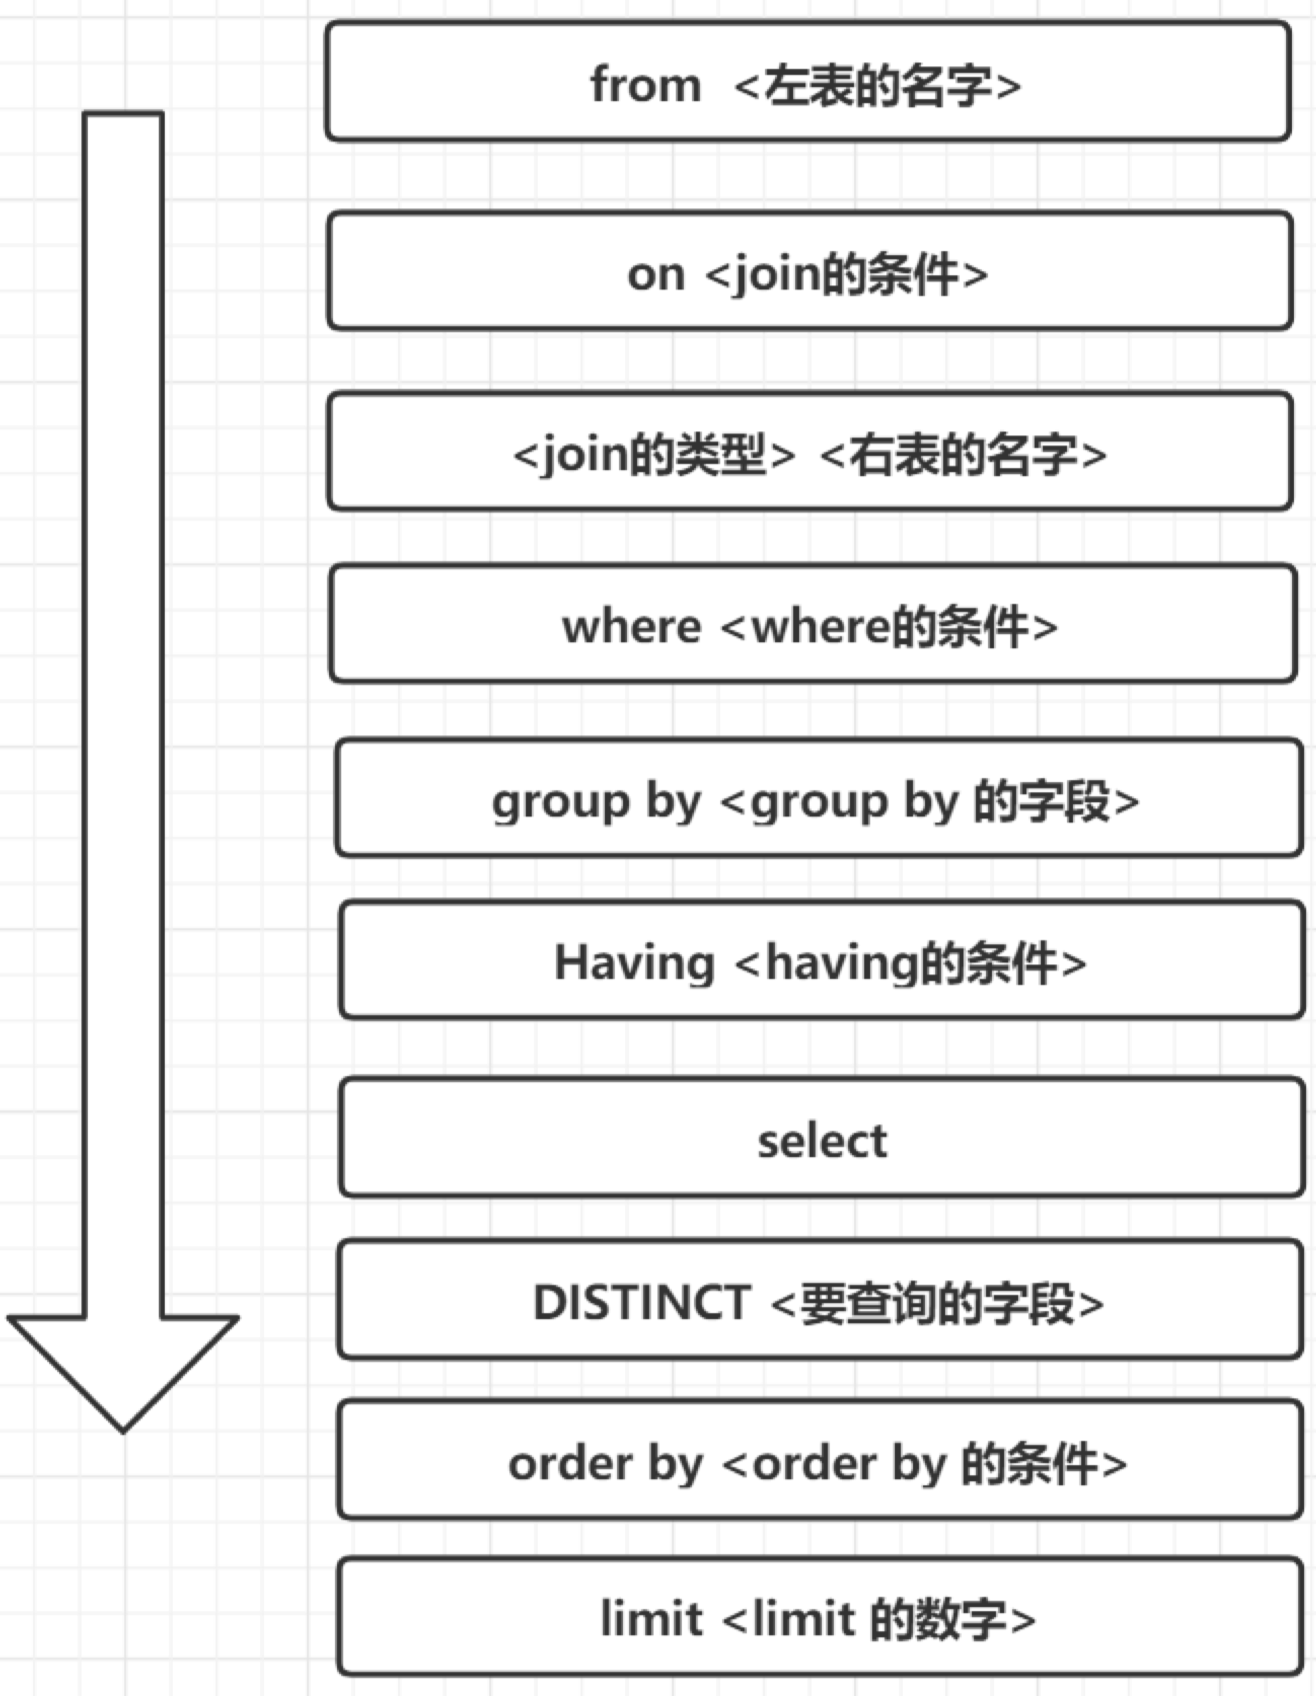 from <左表的名字>
on <join的条件>
<join的类型> <右表的名字>
where <where的条件>
group by <group by 的字段>
Having <having的条件>
select
DISTINCT <要查询的字段>
order by <order by 的条件>
limit <limit 的数字>